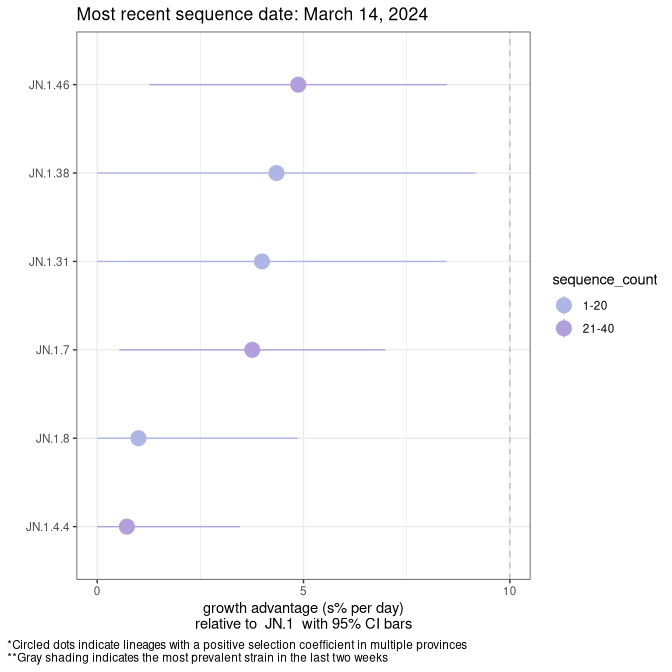 Most recent sequence date: March 14, 2024
JN.1.46
JN.1.38
JN.1.31
JN.1.7
JN.1.8
JN.1.4.4
0 5 10
growth advantage (s% per day)
relative to JN.1 with 95% CI bars
sequence_count
1-20
21-40
*Circled dots indicate lineages with a positive selection coefficient in multiple provinces
**Gray shading indicates the most prevalent strain in the last two weeks